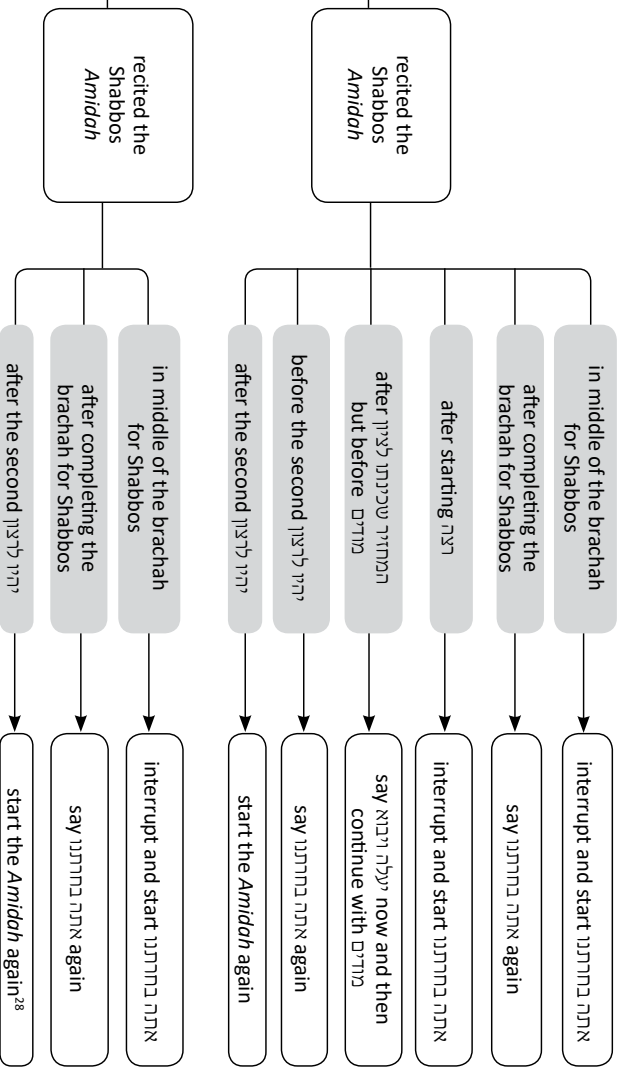 recited the
Shabbos
Amidah
in middle of the brachah
for Shabbos
interrupt and start אתה בחרתנו
after completing the
brachah for Shabbos
say אתה בחרתנו again
after starting רצה
interrupt and start אתה בחרתנו
after המחזיר שכינתו לציון
but before מודים
say יעלה ויבוא now and then
continue with מודים
before the second יהיו לרצון
say אתה בחרתנו again
after the second יהיו לרצון
start the Amidah again
recited the
Shabbos
Amidah
in middle of the brachah
for Shabbos
interrupt and start אתה בחרתנו
after completing the
brachah for Shabbos
say אתה בחרתנו again
after the second יהיו לרצון
start the Amidah again28